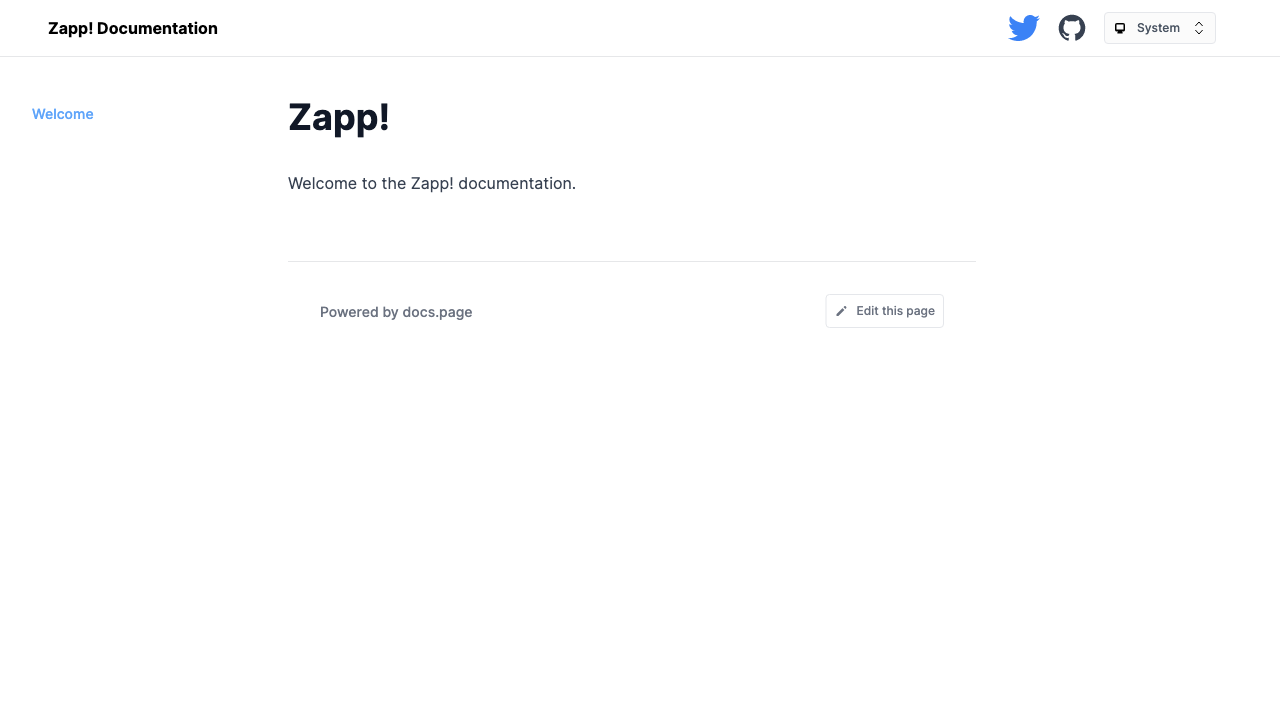 Zapp! Documentation
System
Welcome
Zapp!
Welcome to the Zapp! documentation.
Powered by docs.page
Edit this page